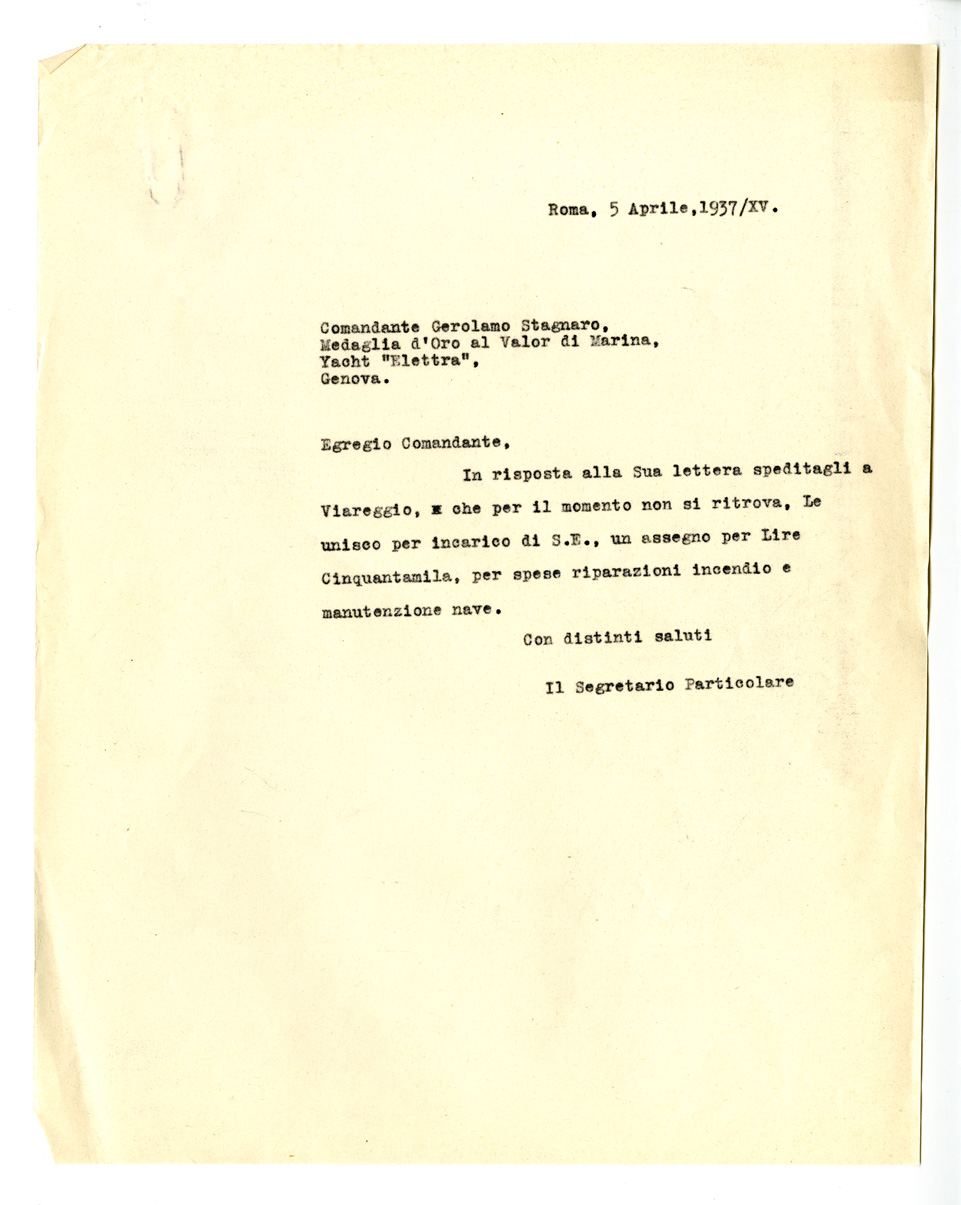 Roma, 5 Aprile,1937/XV.
Comandante Gerolamo Stagnaro,
Medaglia d'Oro al Valor di Marina,
Yacht "Elettra",
Genova.
Egregio Comandante,
In risposta alla Sua lettera speditagli a
Viareggio, x che per il momento non si ritrova, Le
unisco per incarico di S.E., un assegno per Lire
Cinquantamila, per spese riparazioni incendio e
manutenzione nave.
Con distinti saluti
Il Segretario Particolare